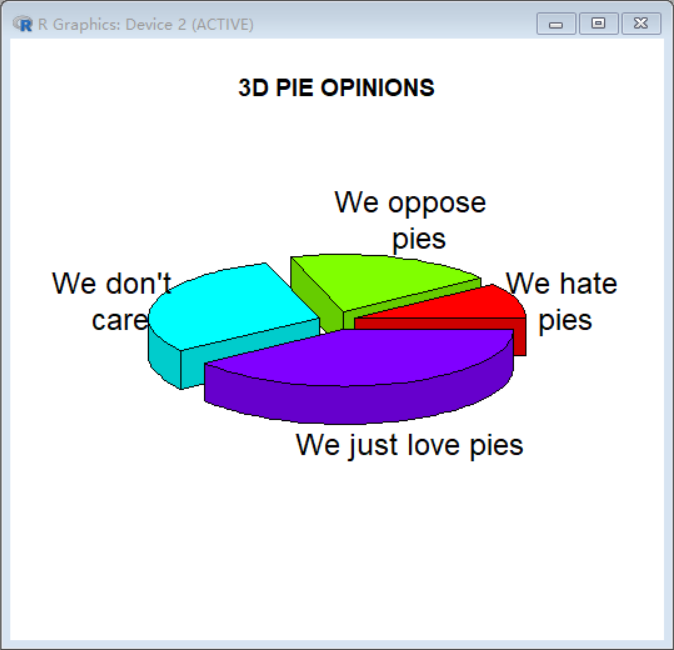 R Graphics: Device 2 (ACTIVE)
3D PIE OPINIONS
We oppose
pies
We don't
care
We hate
pies
We just love pies